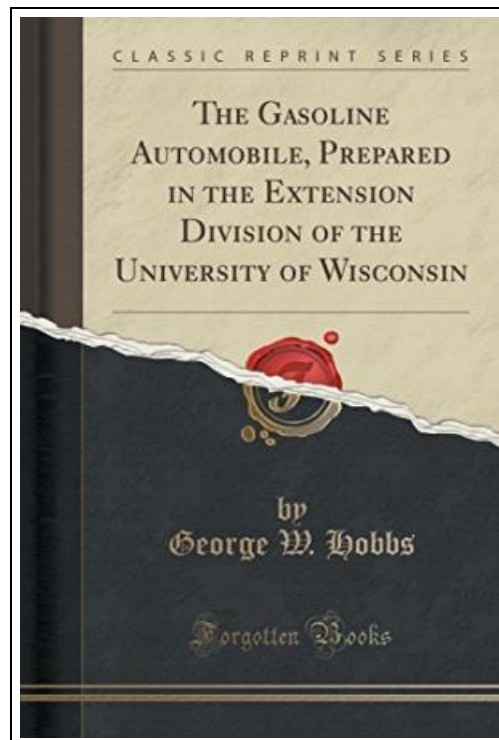 CLASSIC REPRINT SERIES
THE GASOLINE
AUTOMOBILE, PREPARED
IN THE EXTENSION
DIVISION OF THE
UNIVERSITY OF WISCONSIN
by
George W. Hobbs
Forgotten Books